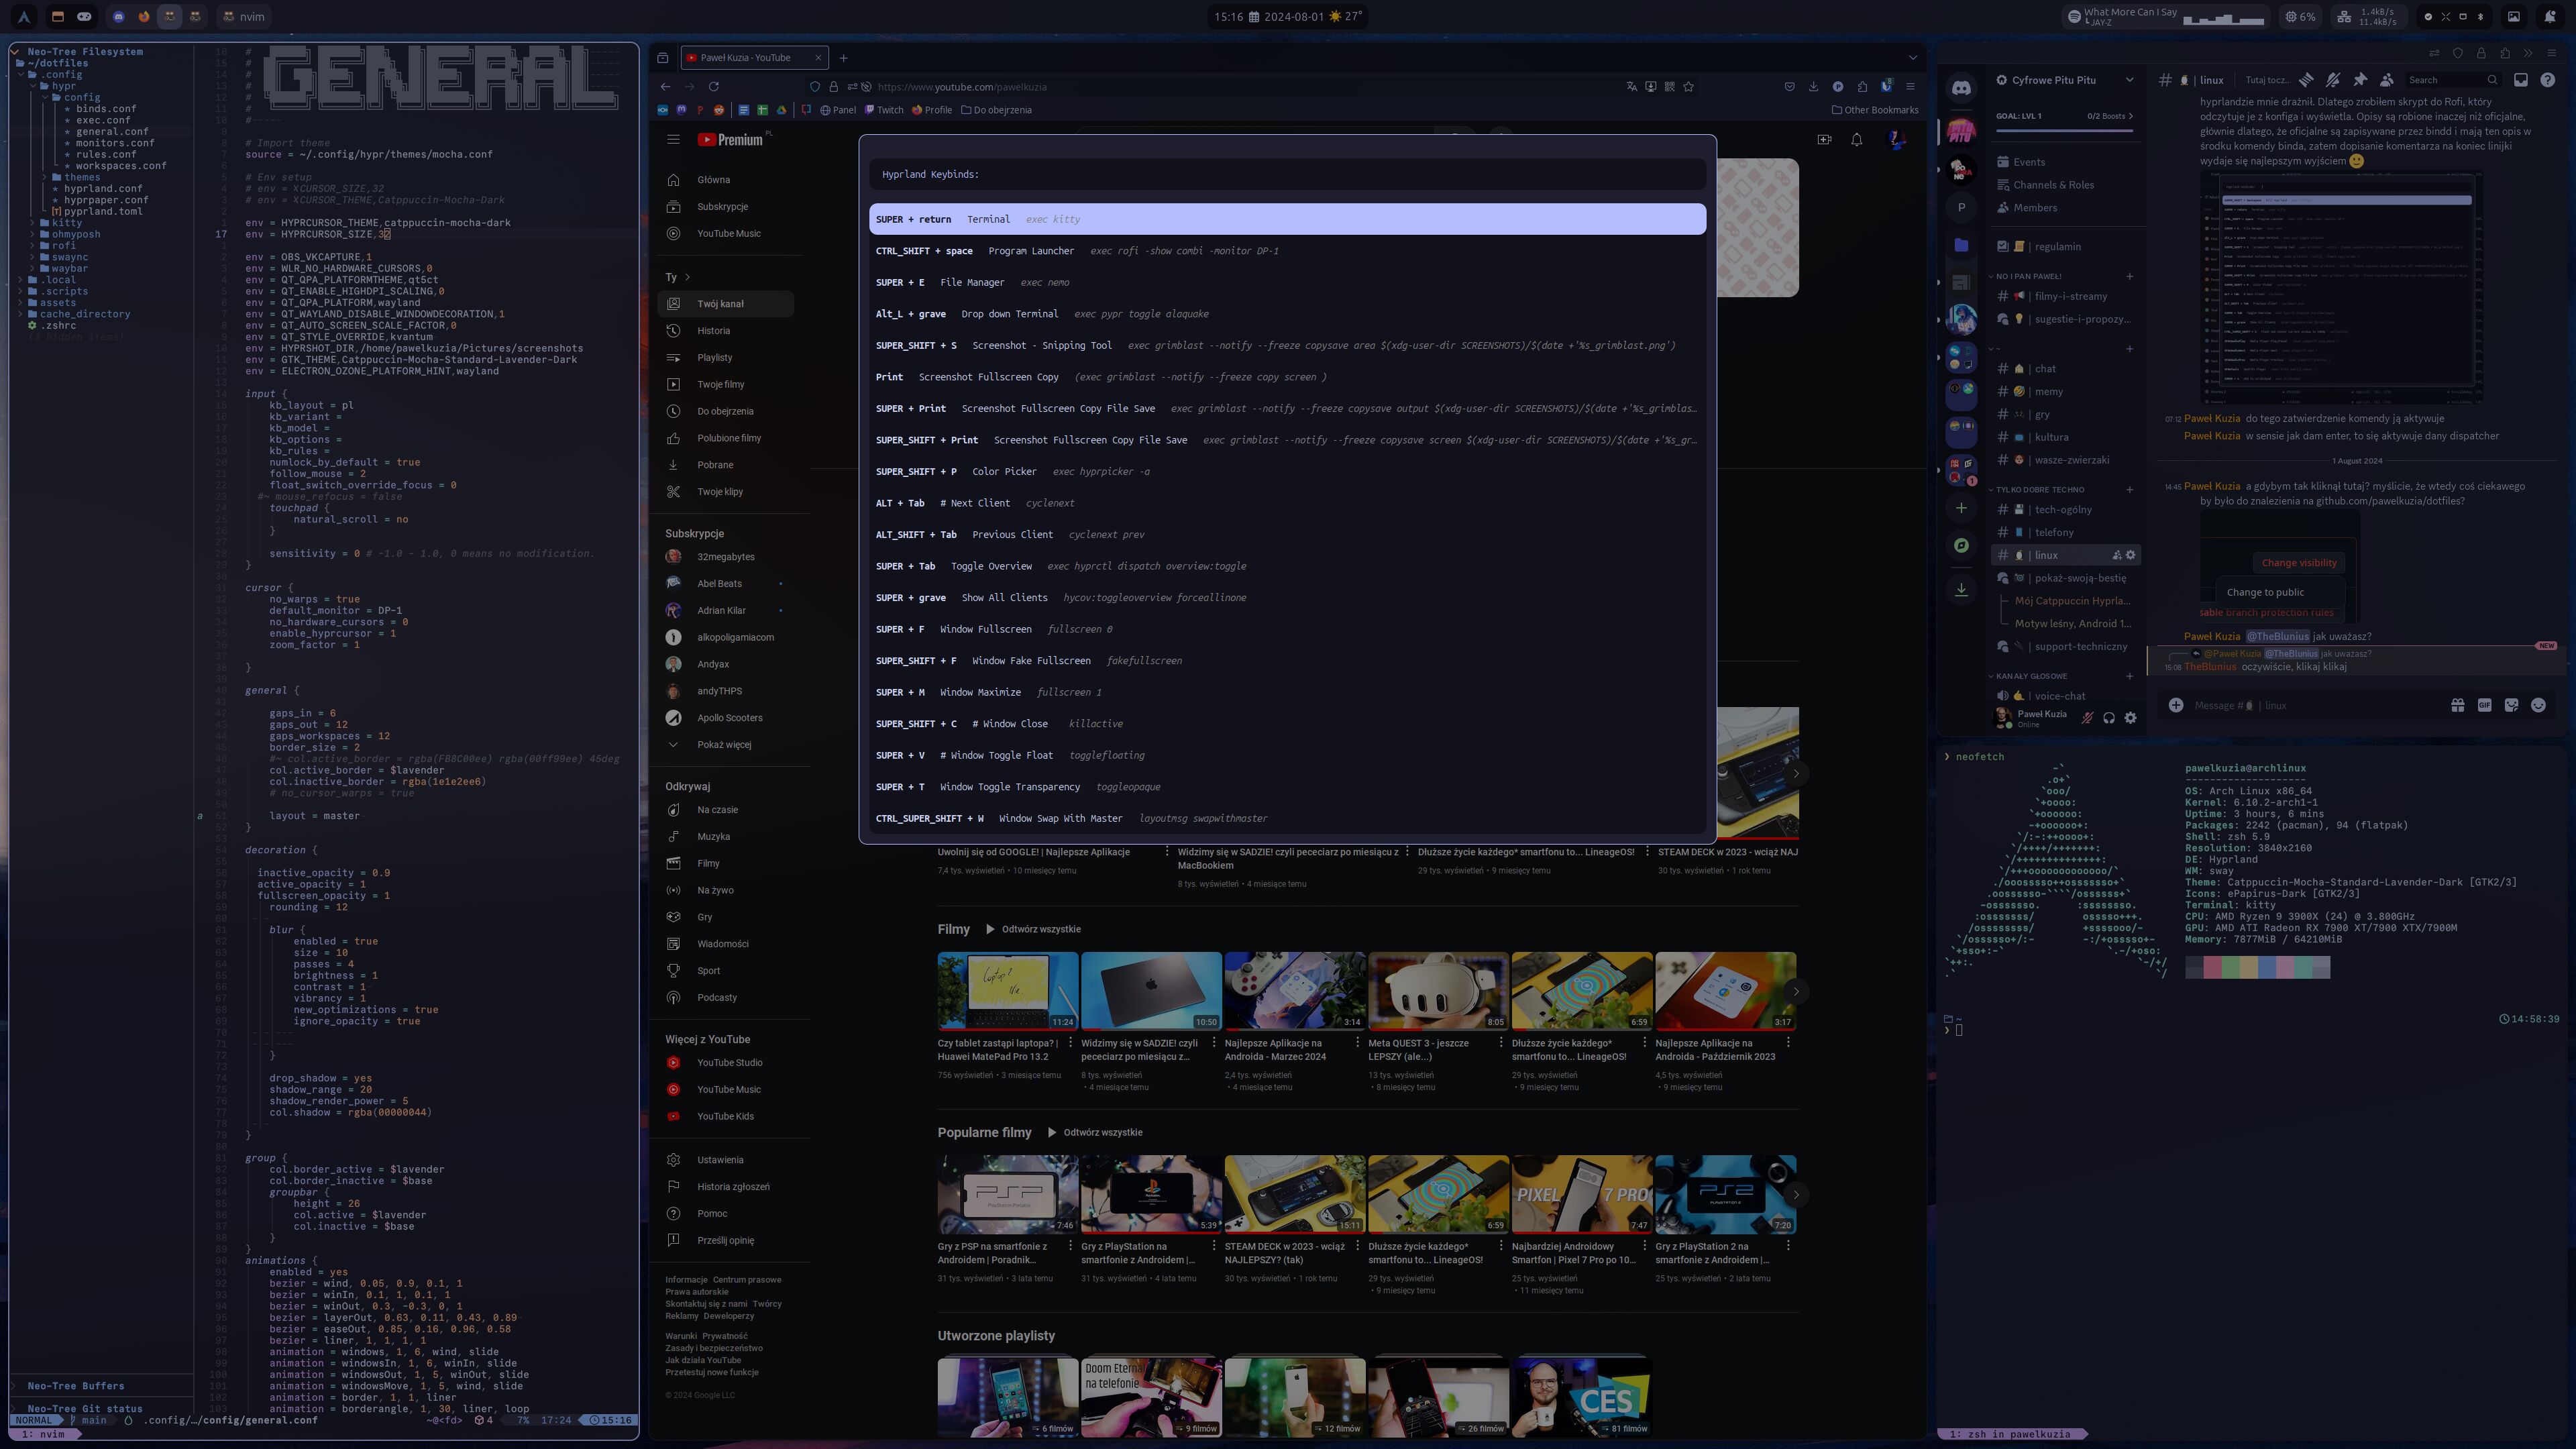 nvim
15:16 2024-08-01 27°
What More Can I Say
JAY-Z
6%
1.4kB/s
11.4kB/s
Neo-Tree Filesystem
~/dotfiles
.config
hypr
config
binds.conf
exec.conf
general.conf
monitors.conf
rules.conf
workspaces.conf
themes
hyprland.conf
hyprpaper.conf
pyprland.toml
kitty
ohmyposh
rofi
swaync
waybar
.local
.scripts
assets
cache_directory
.zshrc
Neo-Tree Buffers
Neo-Tree Git status
GENERAL
# Import theme
source = ~/.config/hypr/themes/mocha.conf
# Env setup
# env = XCURSOR_SIZE,32
# env = XCURSOR_THEME,Catppuccin-Mocha-Dark
env = HYPRCURSOR_THEME,catppuccin-mocha-dark
17 env = HYPRCURSOR_SIZE,32
env = OBS_VKCAPTURE,1
env = WLR_NO_HARDWARE_CURSORS,0
env = QT_QPA_PLATFORMTHEME,qt5ct
env = QT_ENABLE_HIGHDPI_SCALING,0
env = QT_QPA_PLATFORM,wayland
env = QT_WAYLAND_DISABLE_WINDOWDECORATION,1
env = QT_AUTO_SCREEN_SCALE_FACTOR,0
env = QT_STYLE_OVERRIDE,kvantum
env = HYPRSHOT_DIR,/home/pawelkuzia/Pictures/screenshots
env = GTK_THEME,Catppuccin-Mocha-Standard-Lavender-Dark
env = ELECTRON_OZONE_PLATFORM_HINT,wayland
input {
kb_layout = pl
kb_variant =
kb_model =
kb_options =
kb_rules =
numlock_by_default = true
follow_mouse = 2
float_switch_override_focus = 0
#~ mouse_refocus = false
touchpad {
natural_scroll = no
}
sensitivity = 0 # -1.0 - 1.0, 0 means no modification.
}
cursor {
no_warps = true
default_monitor = DP-1
no_hardware_cursors = 0
enable_hyprcursor = 1
zoom_factor = 1
}
general {
gaps_in = 6
gaps_out = 12
gaps_workspaces = 12
border_size = 2
#~ col.active_border = rgba(FB8C00ee) rgba(00ff99ee) 45deg
col.active_border = $lavender
col.inactive_border = rgba(1e1e2ee6)
# no_cursor_warps = true
layout = master
}
decoration {
inactive_opacity = 0.9
active_opacity = 1
fullscreen_opacity = 1
rounding = 12
blur {
enabled = true
size = 10
passes = 4
brightness = 1
contrast = 1
vibrancy = 1
new_optimizations = true
ignore_opacity = true
}
drop_shadow = yes
shadow_range = 20
shadow_render_power = 5
col.shadow = rgba(00000044)
}
group {
col.border_active = $lavender
col.border_inactive = $base
groupbar {
height = 26
col.active = $lavender
col.inactive = $base
}
}
animations {
enabled = yes
bezier = wind, 0.05, 0.9, 0.1, 1
bezier = winIn, 0.1, 1, 0.1, 1
bezier = winOut, 0.3, -0.3, 0, 1
bezier = layerOut, 0.63, 0.11, 0.43, 0.89
bezier = easeOut, 0.85, 0.16, 0.96, 0.58
bezier = liner, 1, 1, 1, 1
animation = windows, 1, 6, wind, slide
animation = windowsIn, 1, 6, winIn, slide
animation = windowsOut, 1, 5, winOut, slide
animation = windowsMove, 1, 5, wind, slide
animation = border, 1, 1, liner
animation = borderangle, 1, 30, liner, loop
NORMAL main .config/…/config/general.conf ~@<fd> 4 7% 17:24 15:16
1: nvim
Paweł Kuzia - YouTube
https://www.youtube.com/pawelkuzia
Panel Twitch Profile Do obejrzenia Other Bookmarks
Premium PL
Główna
Subskrypcje
YouTube Music
Ty
Twój kanał
Historia
Playlisty
Twoje filmy
Do obejrzenia
Polubione filmy
Pobrane
Twoje klipy
Subskrypcje
32megabytes
Abel Beats
Adrian Kilar
alkopoligamiacom
Andyax
andyTHPS
Apollo Scooters
Pokaż więcej
Odkrywaj
Na czasie
Muzyka
Filmy
Na żywo
Gry
Wiadomości
Sport
Podcasty
Więcej z YouTube
YouTube Studio
YouTube Music
YouTube Kids
Ustawienia
Historia zgłoszeń
Pomoc
Prześlij opinię
Informacje Centrum prasowe
Prawa autorskie
Skontaktuj się z nami Twórcy
Reklamy Deweloperzy
Warunki Prywatność
Zasady i bezpieczeństwo
Jak działa YouTube
Przetestuj nowe funkcje
© 2024 Google LLC
Hyprland Keybinds:
SUPER + return Terminal exec kitty
CTRL_SHIFT + space Program Launcher exec rofi -show combi -monitor DP-1
SUPER + E File Manager exec nemo
Alt_L + grave Drop down Terminal exec pypr toggle alaquake
SUPER_SHIFT + S Screenshot - Snipping Tool exec grimblast --notify --freeze copysave area $(xdg-user-dir SCREENSHOTS)/$(date +'%s_grimblast.png')
Print Screenshot Fullscreen Copy (exec grimblast --notify --freeze copy screen )
SUPER + Print Screenshot Fullscreen Copy File Save exec grimblast --notify --freeze copysave output $(xdg-user-dir SCREENSHOTS)/$(date +'%s_grimblas…
SUPER_SHIFT + Print Screenshot Fullscreen Copy File Save exec grimblast --notify --freeze copysave screen $(xdg-user-dir SCREENSHOTS)/$(date +'%s_gr…
SUPER_SHIFT + P Color Picker exec hyprpicker -a
ALT + Tab # Next Client cyclenext
ALT_SHIFT + Tab Previous Client cyclenext prev
SUPER + Tab Toggle Overview exec hyprctl dispatch overview:toggle
SUPER + grave Show All Clients hycov:toggleoverview forceallinone
SUPER + F Window Fullscreen fullscreen 0
SUPER_SHIFT + F Window Fake Fullscreen fakefullscreen
SUPER + M Window Maximize fullscreen 1
SUPER_SHIFT + C # Window Close killactive
SUPER + V # Window Toggle Float togglefloating
SUPER + T Window Toggle Transparency toggleopaque
CTRL_SUPER_SHIFT + W Window Swap With Master layoutmsg swapwithmaster
Uwolnij się od GOOGLE! | Najlepsze Aplikacje
7,4 tys. wyświetleń • 10 miesięcy temu
Widzimy się w SADZIE! czyli pececiarz po miesiącu z MacBookiem
8 tys. wyświetleń • 4 miesiące temu
Dłuższe życie każdego* smartfonu to... LineageOS!
29 tys. wyświetleń • 9 miesięcy temu
STEAM DECK w 2023 - wciąż NAJ
30 tys. wyświetleń • 1 rok temu
Filmy Odtwórz wszystkie
11:24 10:50 3:14 8:05 6:59 3:17
Czy tablet zastąpi laptopa? | Huawei MatePad Pro 13.2
756 wyświetleń • 3 miesiące temu
Widzimy się w SADZIE! czyli pececiarz po miesiącu z…
8 tys. wyświetleń • 4 miesiące temu
Najlepsze Aplikacje na Androida - Marzec 2024
2,4 tys. wyświetleń • 4 miesiące temu
Meta QUEST 3 - jeszcze LEPSZY (ale...)
13 tys. wyświetleń • 8 miesięcy temu
Dłuższe życie każdego* smartfonu to... LineageOS!
29 tys. wyświetleń • 9 miesięcy temu
Najlepsze Aplikacje na Androida - Październik 2023
4,5 tys. wyświetleń • 9 miesięcy temu
Popularne filmy Odtwórz wszystkie
PSP
PIXEL 7 PRO
PS2
7:46 5:39 15:11 6:59 7:47 7:20
Gry z PSP na smartfonie z Androidem | Poradnik…
31 tys. wyświetleń • 3 lata temu
Gry z PlayStation na smartfonie z Androidem |…
31 tys. wyświetleń • 4 lata temu
STEAM DECK w 2023 - wciąż NAJLEPSZY? (tak)
30 tys. wyświetleń • 1 rok temu
Dłuższe życie każdego* smartfonu to... LineageOS!
29 tys. wyświetleń • 9 miesięcy temu
Najbardziej Androidowy Smartfon | Pixel 7 Pro po 10…
25 tys. wyświetleń • 11 miesięcy temu
Gry z PlayStation 2 na smartfonie z Androidem |…
25 tys. wyświetleń • 2 lata temu
Utworzone playlisty
Doom Eternal
na telefonie
CES
6 filmów 9 filmów 12 filmów 26 filmów 81 filmów
Cyfrowe Pitu Pitu
GOAL: LVL 1 0/2 Boosts
Events
Channels & Roles
Members
regulamin
NO I PAN PAWEŁ!
filmy-i-streamy
sugestie-i-propozy…
chat
memy
gry
kultura
wasze-zwierzaki
TYLKO DOBRE TECHNO
tech-ogólny
telefony
linux
pokaż-swoją-bestię
Mój Catppuccin Hyprla…
Motyw leśny, Android 1…
support-techniczny
KANAŁY GŁOSOWE
voice-chat
Paweł Kuzia
Online
# | linux Tutaj tocz… Search
hyprlandzie mnie drażnił. Dlatego zrobiłem skrypt do Rofi, który
odczytuje je z konfiga i wyświetla. Opisy są robione inaczej niż oficjalne,
głównie dlatego, że oficjalne są zapisywane przez bindd i mają ten opis w
środku komendy binda, zatem dopisanie komentarza na koniec linijki
wydaje się najlepszym wyjściem
07:12 Paweł Kuzia do tego zatwierdzenie komendy ją aktywuje
Paweł Kuzia w sensie jak dam enter, to się aktywuje dany dispatcher
1 August 2024
14:45 Paweł Kuzia a gdybym tak kliknął tutaj? myślicie, że wtedy coś ciekawego
by było do znalezienia na github.com/pawelkuzia/dotfiles?
Change visibility
Change to public
sable branch protection rules
Paweł Kuzia @TheBlunius jak uważasz?
NEW
@Paweł Kuzia @TheBlunius jak uważasz?
15:08 TheBlunius oczywiście, klikaj klikaj
Message # | linux
❯ neofetch
pawelkuzia@archlinux
OS: Arch Linux x86_64
Kernel: 6.10.2-arch1-1
Uptime: 3 hours, 6 mins
Packages: 2242 (pacman), 94 (flatpak)
Shell: zsh 5.9
Resolution: 3840x2160
DE: Hyprland
WM: sway
Theme: Catppuccin-Mocha-Standard-Lavender-Dark [GTK2/3]
Icons: ePapirus-Dark [GTK2/3]
Terminal: kitty
CPU: AMD Ryzen 9 3900X (24) @ 3.800GHz
GPU: AMD ATI Radeon RX 7900 XT/7900 XTX/7900M
Memory: 7877MiB / 64210MiB
~ 14:58:39
❯
1: zsh in pawelkuzia